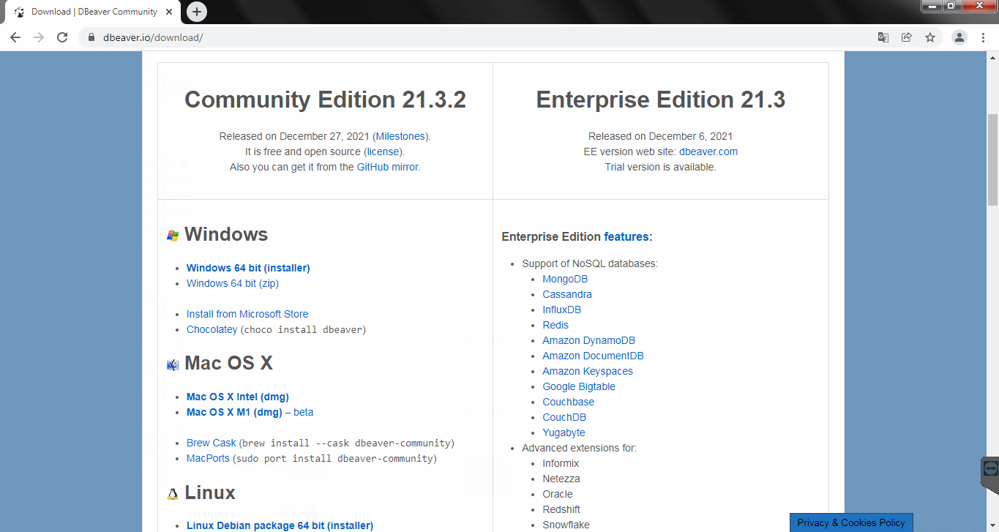 Download | DBeaver Community
dbeaver.io/download/
Community Edition 21.3.2
Released on December 27, 2021 (Milestones).
It is free and open source (license).
Also you can get it from the GitHub mirror.
Enterprise Edition 21.3
Released on December 6, 2021
EE version web site: dbeaver.com
Trial version is available.
Windows
Windows 64 bit (installer)
Windows 64 bit (zip)
Install from Microsoft Store
Chocolatey (choco install dbeaver)
Mac OS X
Mac OS X Intel (dmg)
Mac OS X M1 (dmg) – beta
Brew Cask (brew install --cask dbeaver-community)
MacPorts (sudo port install dbeaver-community)
Linux
Linux Debian package 64 bit (installer)
Enterprise Edition features:
Support of NoSQL databases:
MongoDB
Cassandra
InfluxDB
Redis
Amazon DynamoDB
Amazon DocumentDB
Amazon Keyspaces
Google Bigtable
Couchbase
CouchDB
Yugabyte
Advanced extensions for:
Informix
Netezza
Oracle
Redshift
Snowflake
Privacy & Cookies Policy